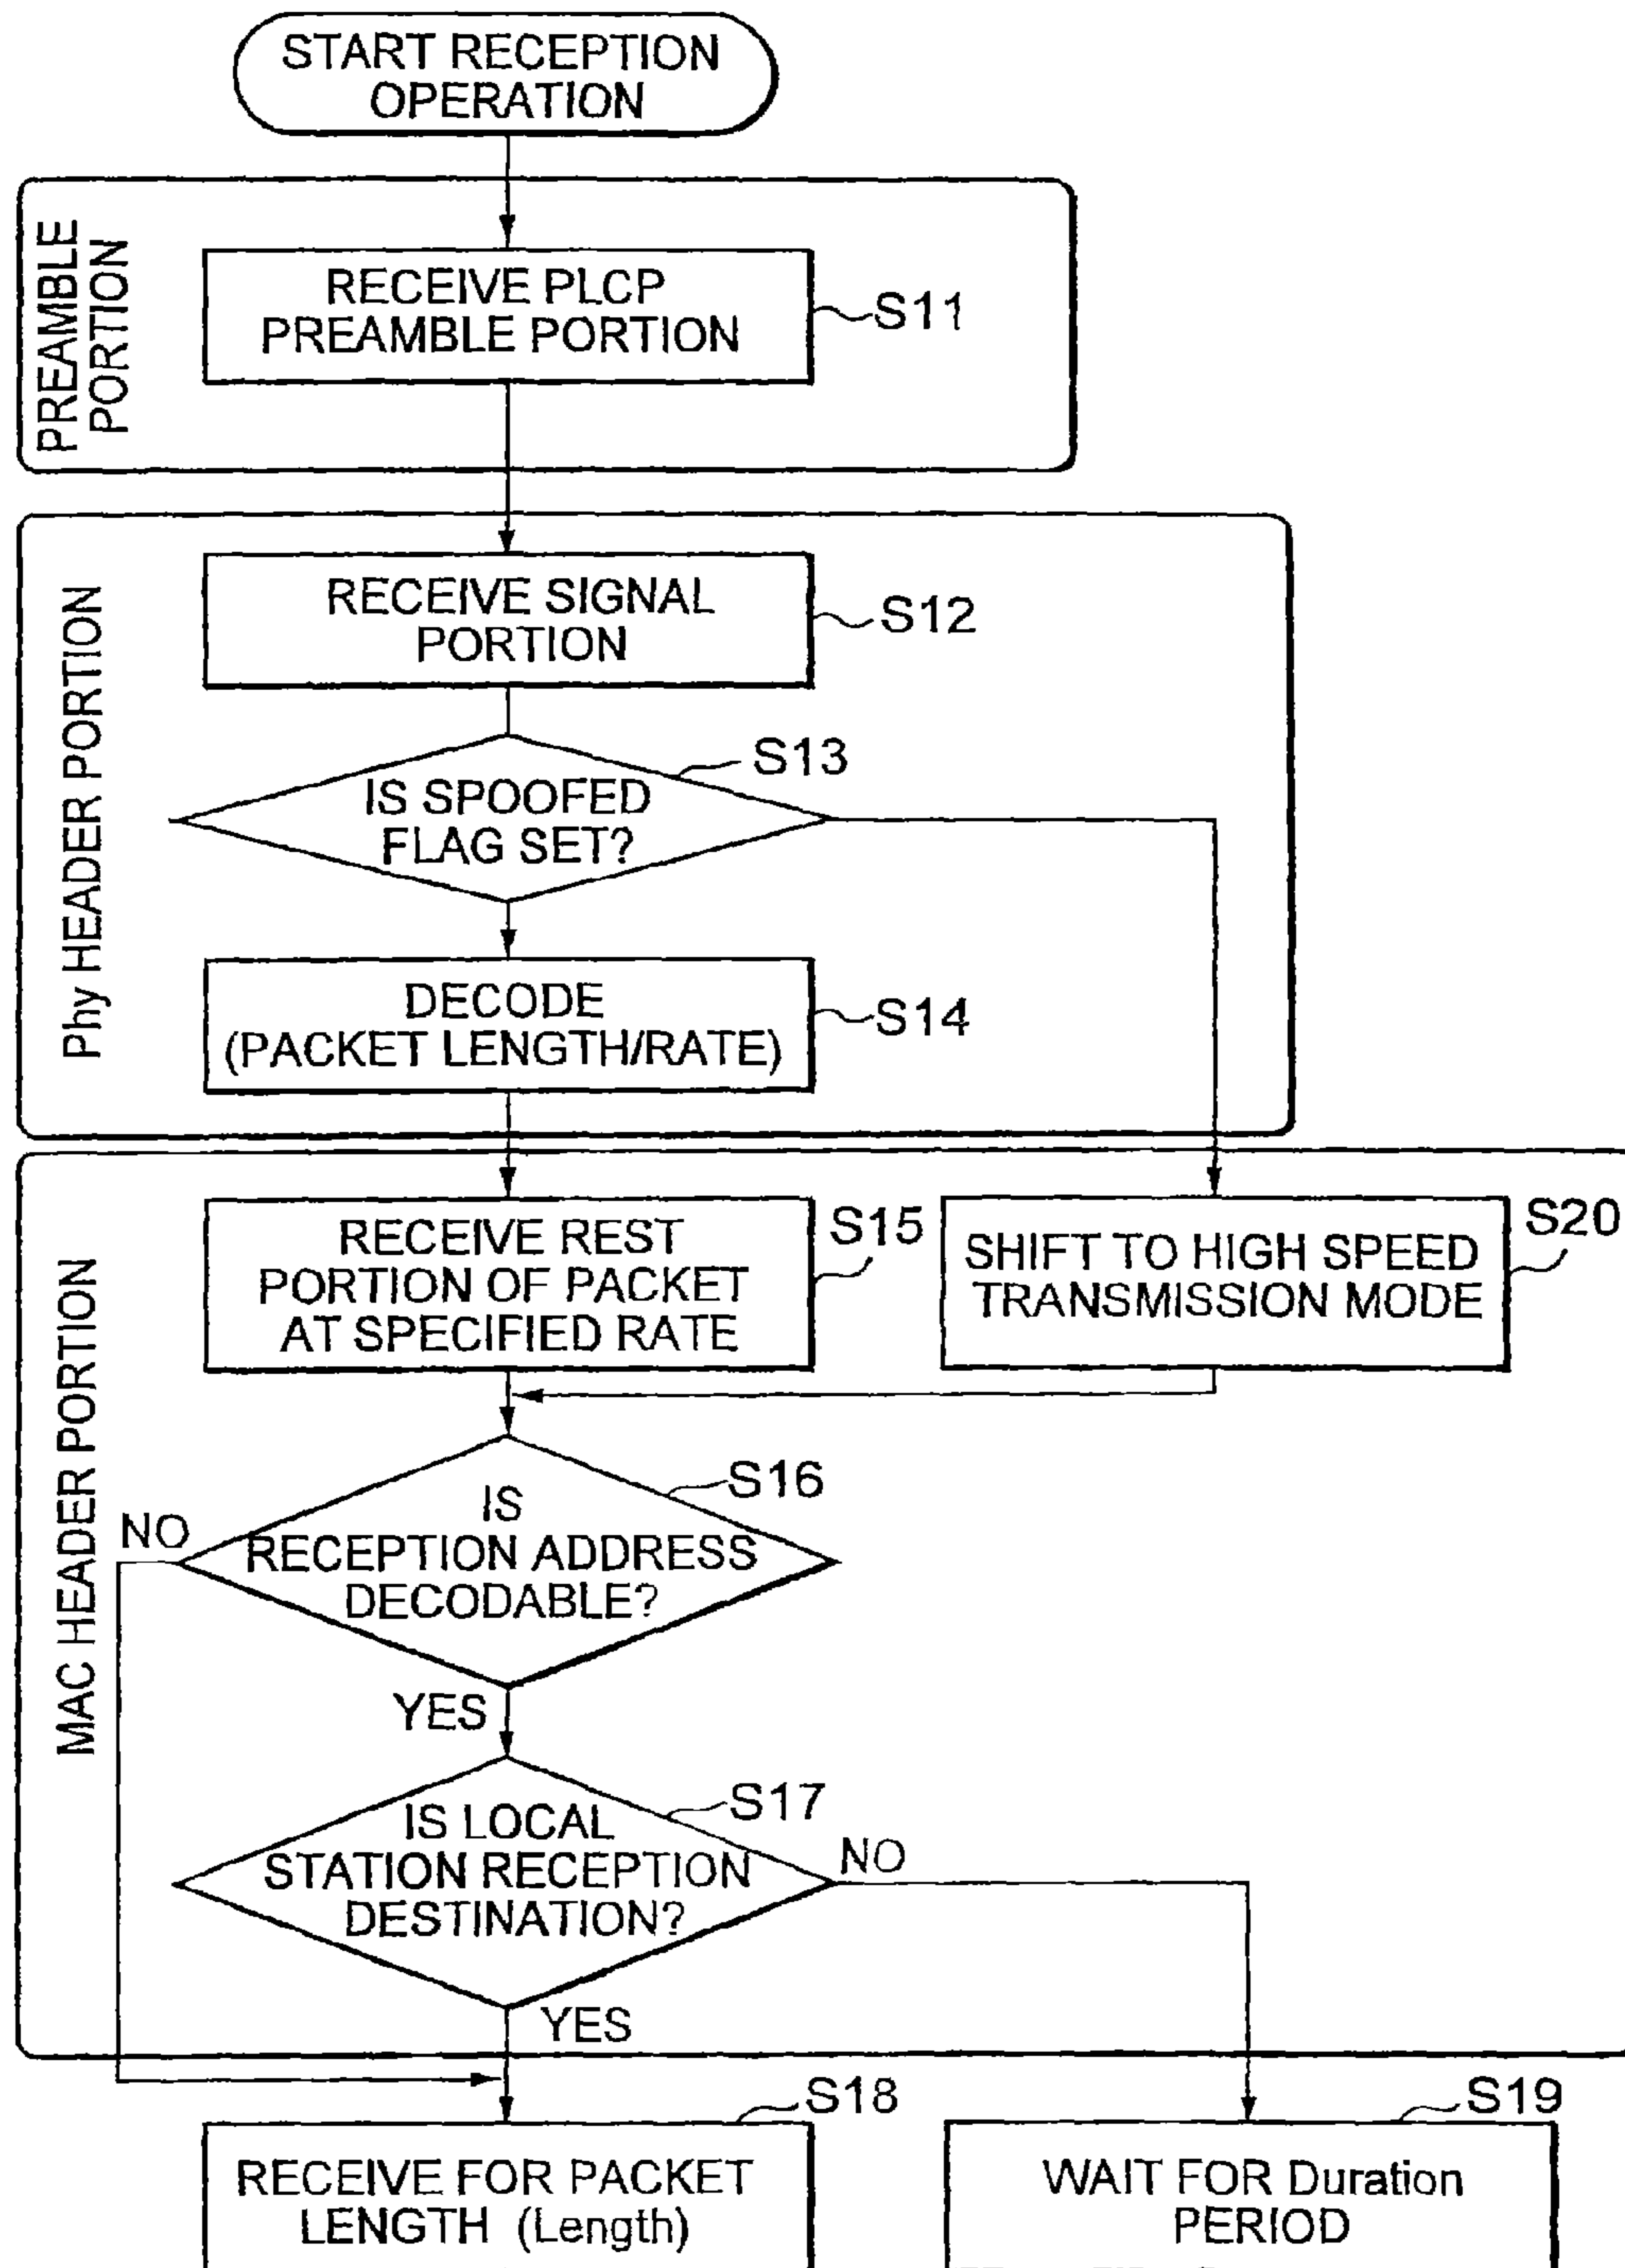 START RECEPTION
OPERATION
PREAMBLE
PORTION
RECEIVE PLCP
PREAMBLE PORTION
S11
Phy HEADER PORTION
RECEIVE SIGNAL
PORTION
S12
S13
IS SPOOFED
FLAG SET?
DECODE
(PACKET LENGTH/RATE)
S14
MAC HEADER PORTION
RECEIVE REST
PORTION OF PACKET
AT SPECIFIED RATE
S15
SHIFT TO HIGH SPEED
TRANSMISSION MODE
S20
S16
IS
RECEPTION ADDRESS
DECODABLE?
NO
YES
S17
IS LOCAL
STATION RECEPTION
DESTINATION?
NO
YES
S18
RECEIVE FOR PACKET
LENGTH (Length)
S19
WAIT FOR Duration
PERIOD